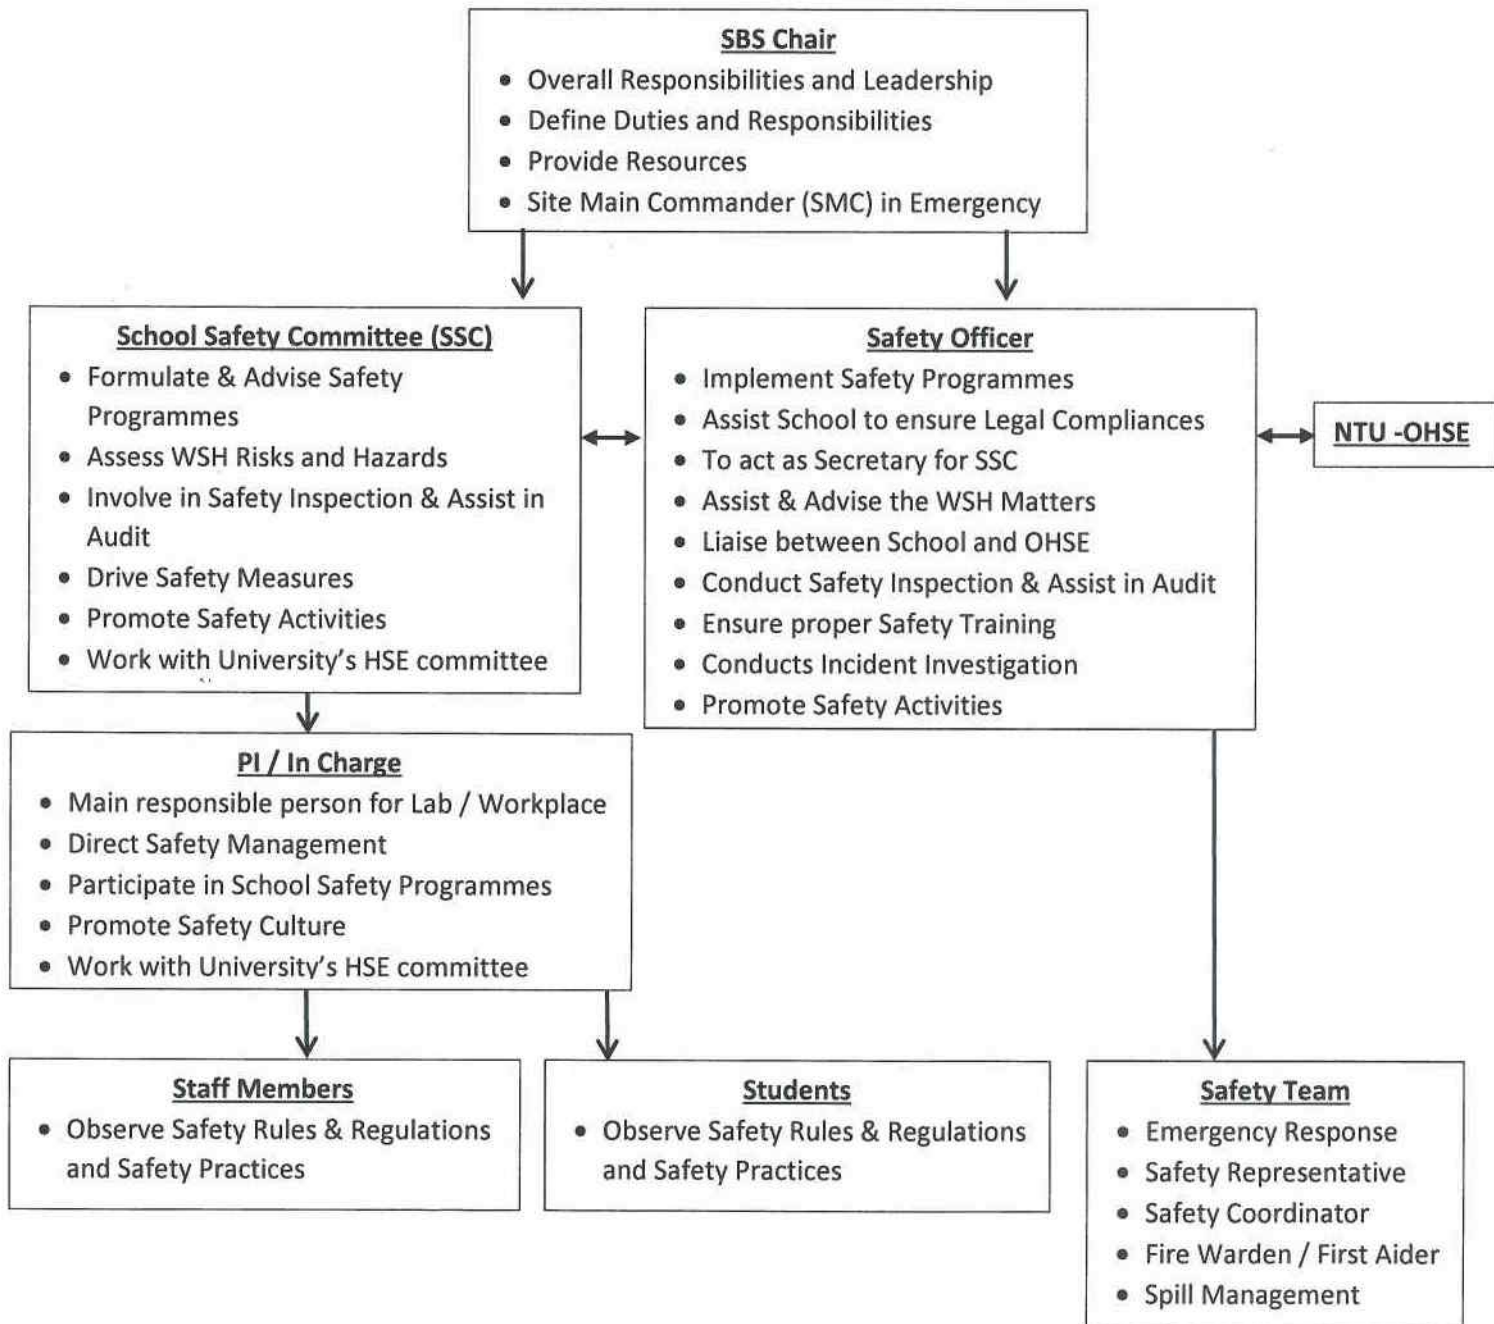 SBS Chair
• Overall Responsibilities and Leadership
• Define Duties and Responsibilities
• Provide Resources
• Site Main Commander (SMC) in Emergency
School Safety Committee (SSC)
• Formulate & Advise Safety
Programmes
• Assess WSH Risks and Hazards
• Involve in Safety Inspection & Assist in
Audit
• Drive Safety Measures
• Promote Safety Activities
• Work with University's HSE committee
Safety Officer
• Implement Safety Programmes
• Assist School to ensure Legal Compliances
• To act as Secretary for SSC
• Assist & Advise the WSH Matters
• Liaise between School and OHSE
• Conduct Safety Inspection & Assist in Audit
• Ensure proper Safety Training
• Conducts Incident Investigation
• Promote Safety Activities
NTU -OHSE
PI / In Charge
• Main responsible person for Lab / Workplace
• Direct Safety Management
• Participate in School Safety Programmes
• Promote Safety Culture
• Work with University's HSE committee
Staff Members
• Observe Safety Rules & Regulations
and Safety Practices
Students
• Observe Safety Rules & Regulations
and Safety Practices
Safety Team
• Emergency Response
• Safety Representative
• Safety Coordinator
• Fire Warden / First Aider
• Spill Management